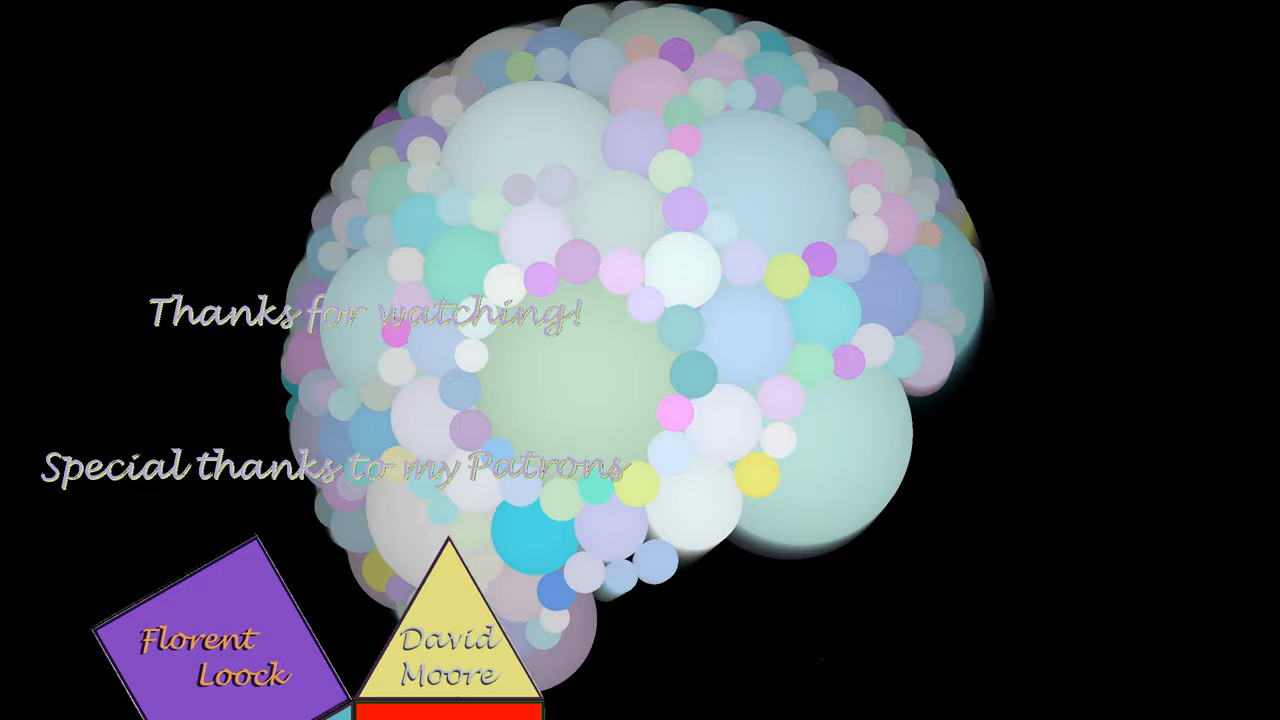 Thanks for watching!
Special thanks to my Patrons
Florent
Loock
David
Moore